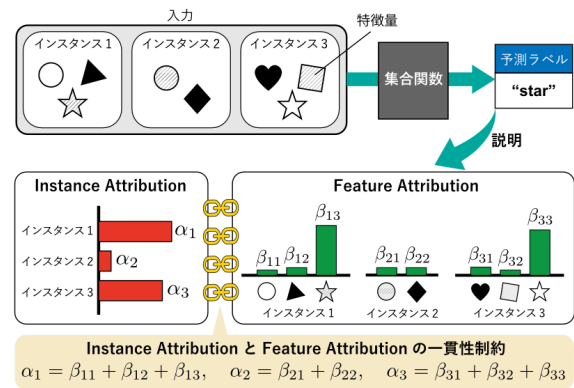 入力
特徴量
インスタンス 1
インスタンス 2
インスタンス 3
集合関数
予測ラベル
“star”
説明
Instance Attribution
インスタンス 1
α₁
インスタンス 2
α₂
インスタンス 3
α₃
Feature Attribution
β₁₁
β₁₂
β₁₃
β₂₁
β₂₂
β₃₁
β₃₂
β₃₃
インスタンス 1
インスタンス 2
インスタンス 3
Instance Attribution と Feature Attribution の一貫性制約
α₁ = β₁₁ + β₁₂ + β₁₃, α₂ = β₂₁ + β₂₂, α₃ = β₃₁ + β₃₂ + β₃₃